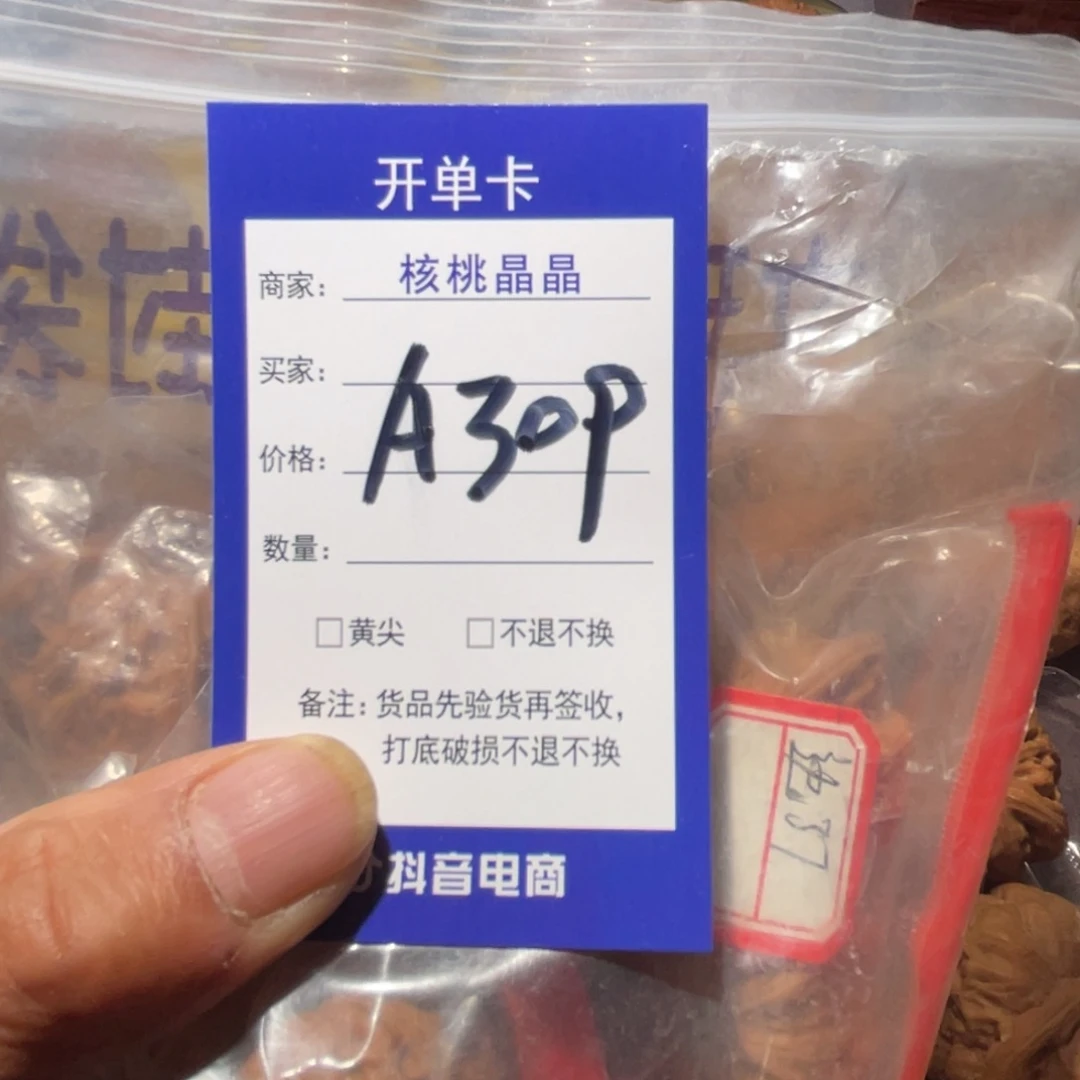 开单卡
商家：核桃晶晶
买家：
价格：
A30P
数量：
□黄尖 □不退不换
备注：货品先验货再签收，
打底破损不退不换
抖音电商